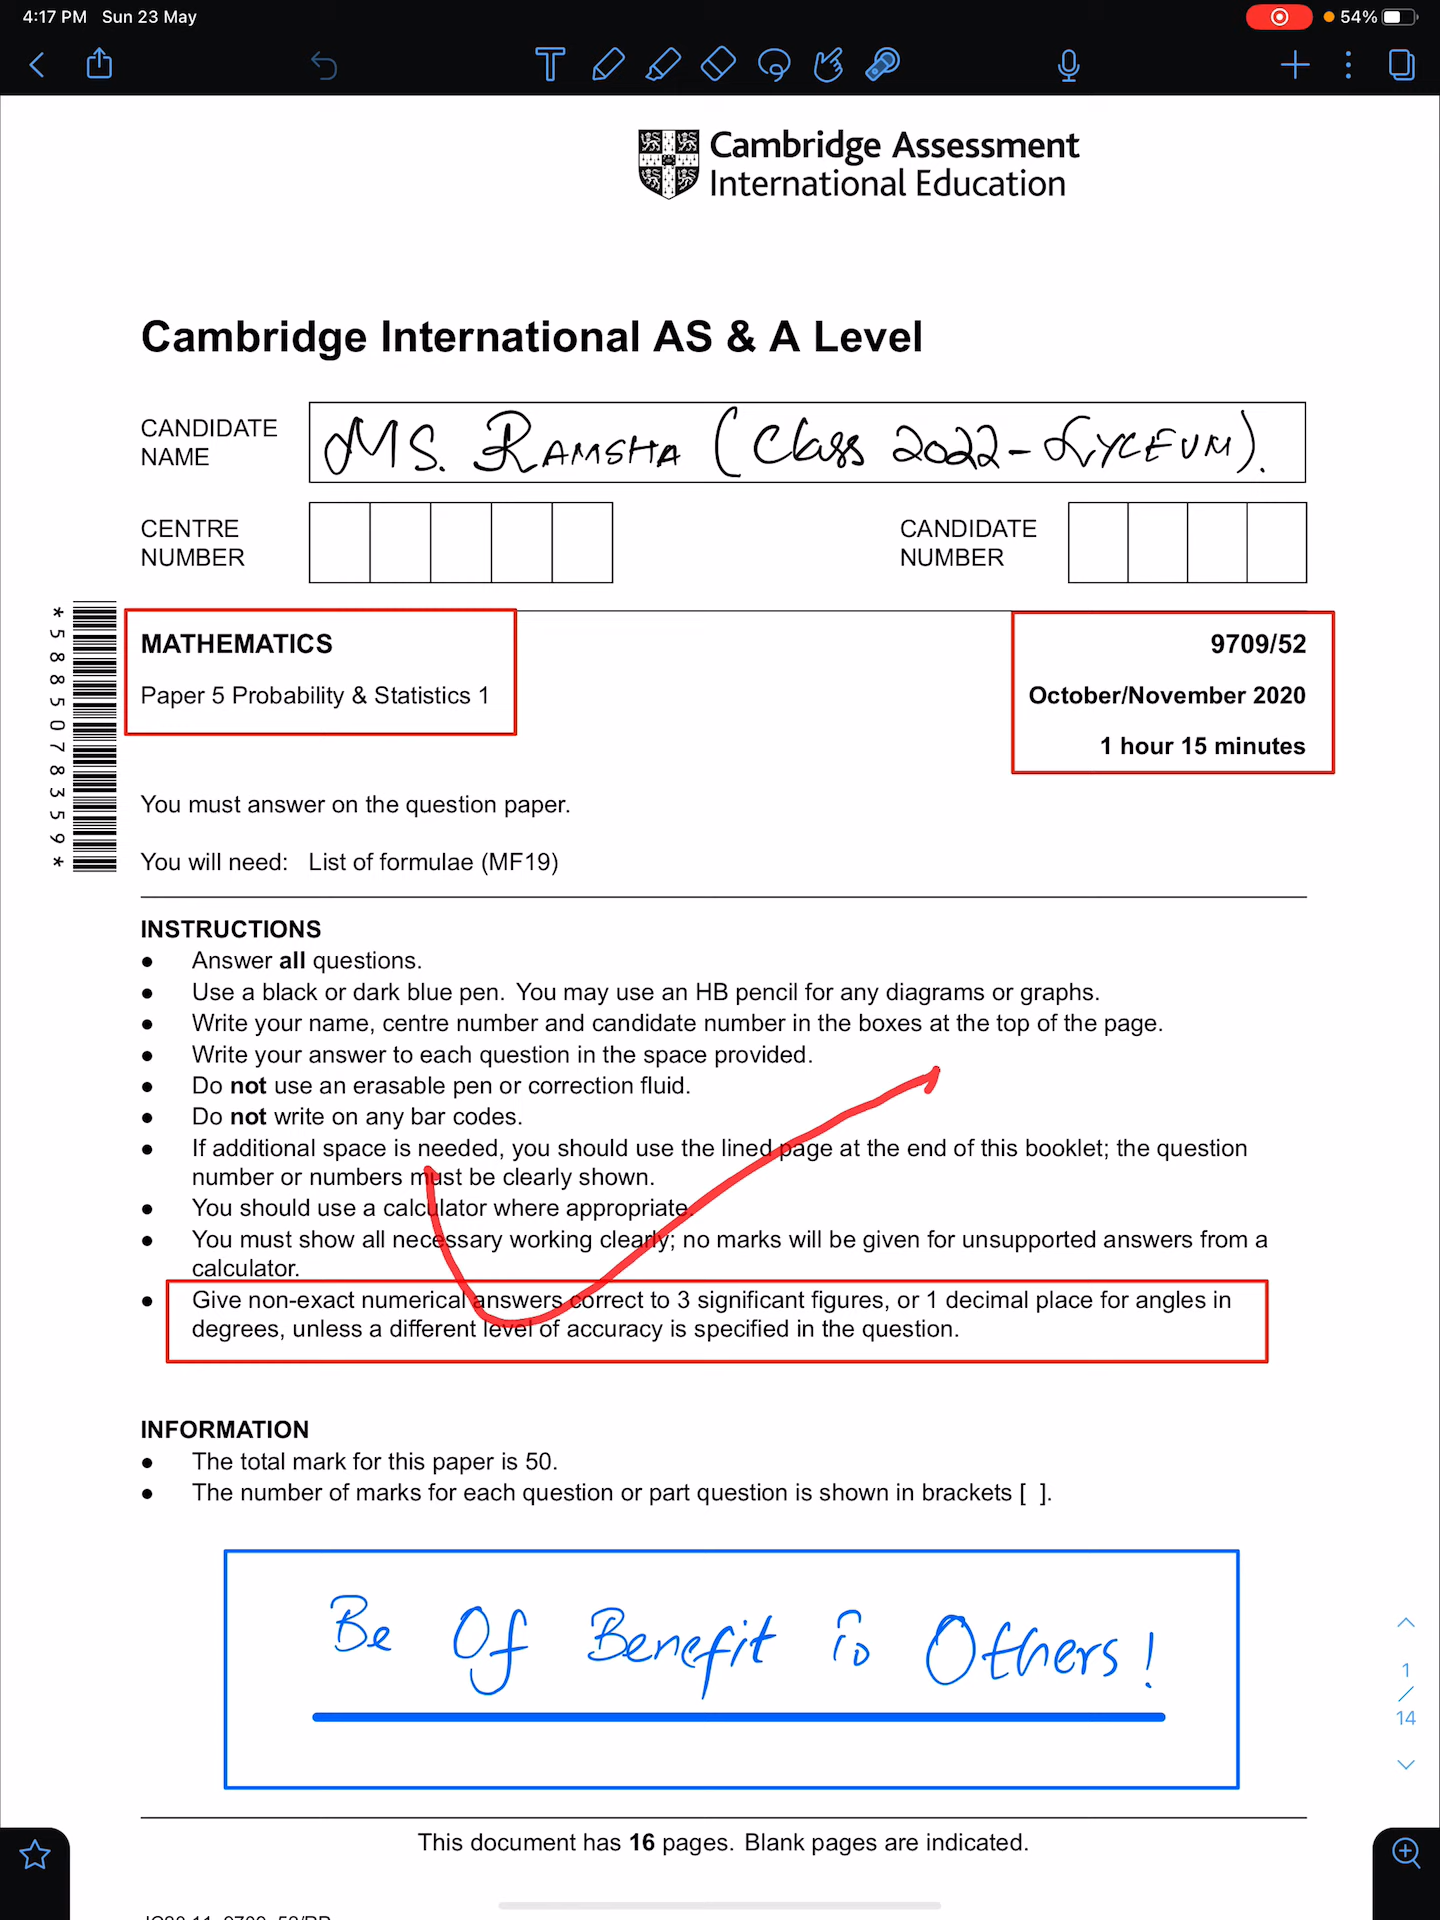 4:17 PM Sun 23 May
54%
Cambridge Assessment
International Education
Cambridge International AS & A Level
CANDIDATE
NAME
MS. RAMSHA (Class 2022-LYCEUM).
CENTRE
NUMBER
CANDIDATE
NUMBER
*5885078359*
MATHEMATICS
9709/52
Paper 5 Probability & Statistics 1
October/November 2020
1 hour 15 minutes
You must answer on the question paper.
You will need: List of formulae (MF19)
INSTRUCTIONS
● Answer all questions.
● Use a black or dark blue pen. You may use an HB pencil for any diagrams or graphs.
● Write your name, centre number and candidate number in the boxes at the top of the page.
● Write your answer to each question in the space provided.
● Do not use an erasable pen or correction fluid.
● Do not write on any bar codes.
● If additional space is needed, you should use the lined page at the end of this booklet; the question
number or numbers must be clearly shown.
● You should use a calculator where appropriate.
● You must show all necessary working clearly; no marks will be given for unsupported answers from a
calculator.
● Give non-exact numerical answers correct to 3 significant figures, or 1 decimal place for angles in
degrees, unless a different level of accuracy is specified in the question.
INFORMATION
● The total mark for this paper is 50.
● The number of marks for each question or part question is shown in brackets [ ].
Be Of Benefit To Others!
1
/
14
This document has 16 pages. Blank pages are indicated.